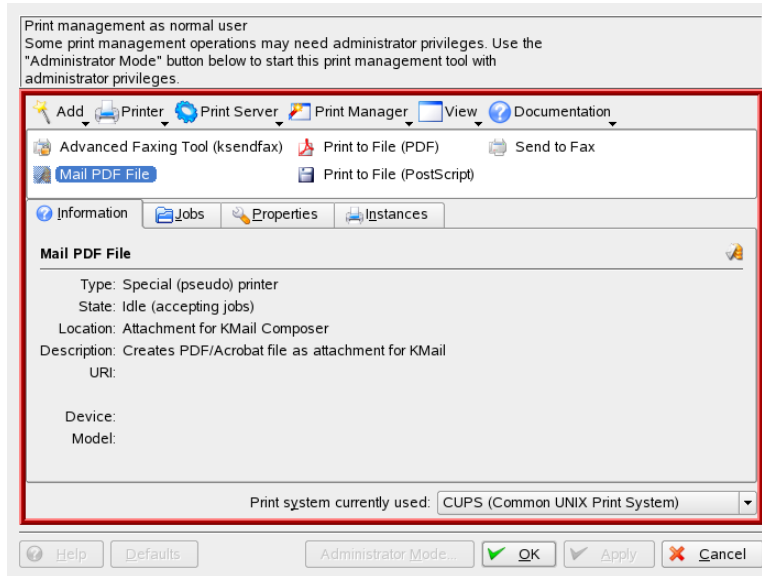 Print management as normal user
Some print management operations may need administrator privileges. Use the
"Administrator Mode" button below to start this print management tool with
administrator privileges.
Add Printer Print Server Print Manager View Documentation
Advanced Faxing Tool (ksendfax) Print to File (PDF) Send to Fax
Mail PDF File Print to File (PostScript)
Information Jobs Properties Instances
Mail PDF File
Type: Special (pseudo) printer
State: Idle (accepting jobs)
Location: Attachment for KMail Composer
Description: Creates PDF/Acrobat file as attachment for KMail
URI:
Device:
Model:
Print system currently used: CUPS (Common UNIX Print System)
Help Defaults Administrator Mode... OK Apply Cancel